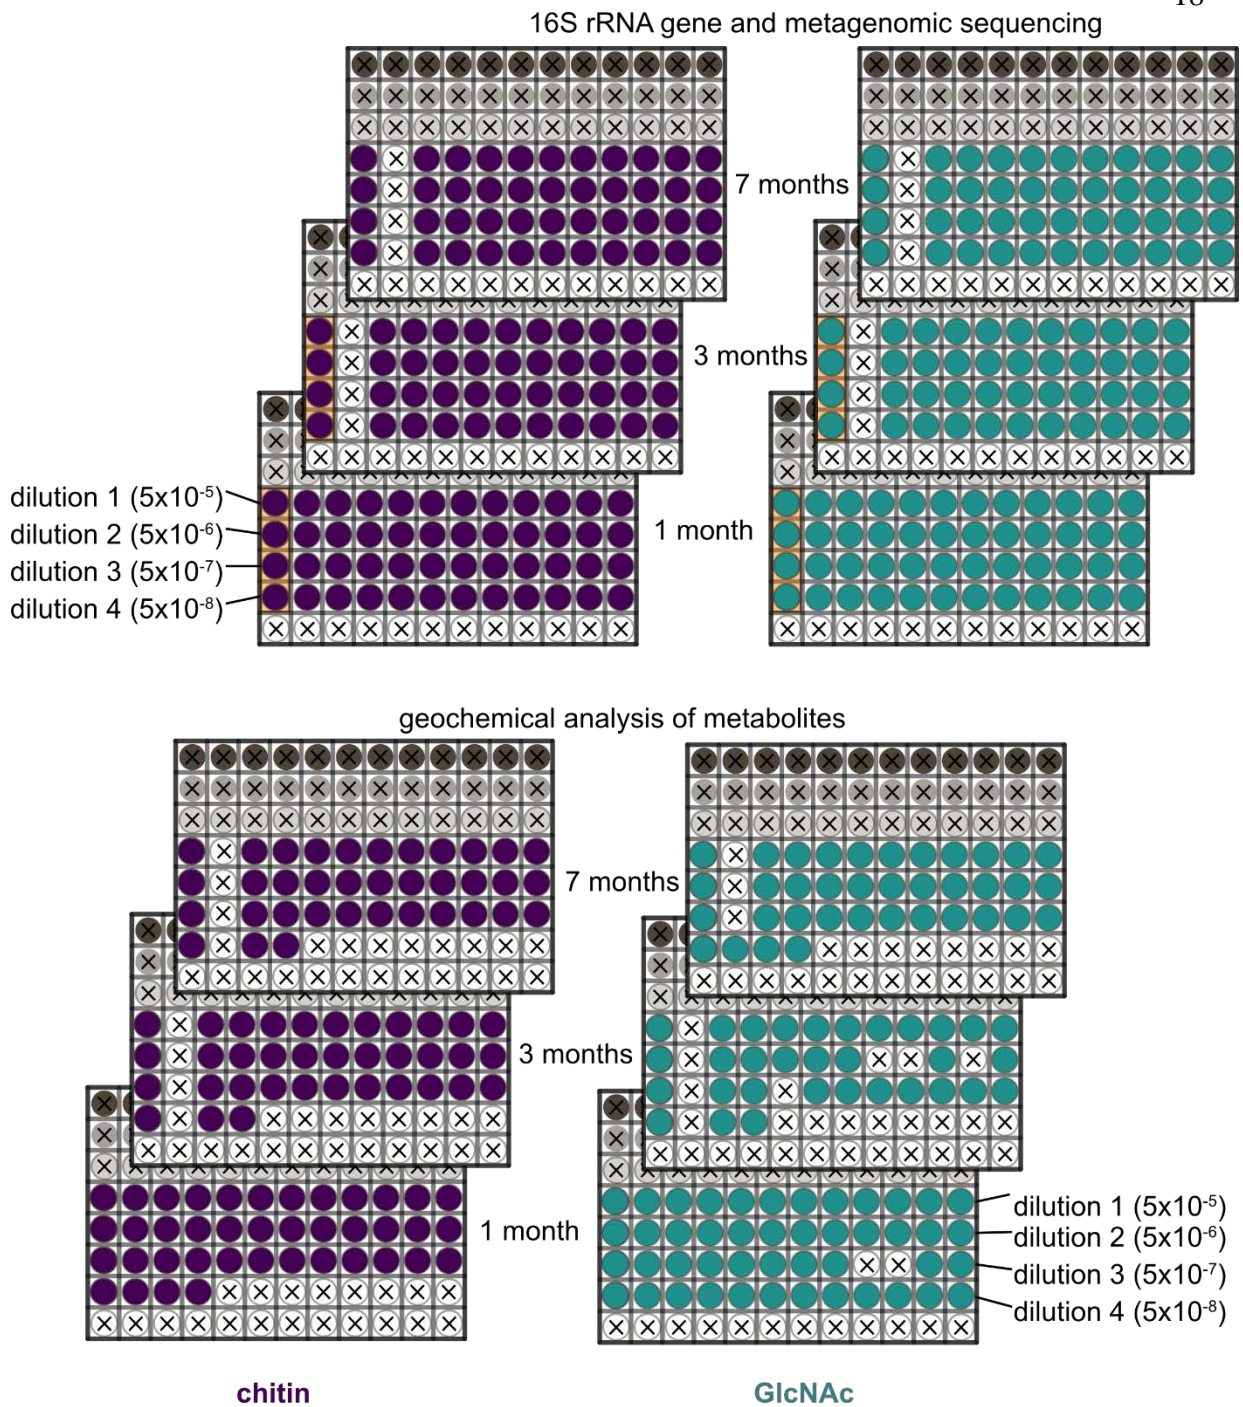 16S rRNA gene and metagenomic sequencing
7 months
3 months
dilution 1 (5x10⁻⁵)
dilution 2 (5x10⁻⁶)
dilution 3 (5x10⁻⁷)
dilution 4 (5x10⁻⁸)
1 month
geochemical analysis of metabolites
7 months
3 months
1 month
dilution 1 (5x10⁻⁵)
dilution 2 (5x10⁻⁶)
dilution 3 (5x10⁻⁷)
dilution 4 (5x10⁻⁸)
chitin
GlcNAc